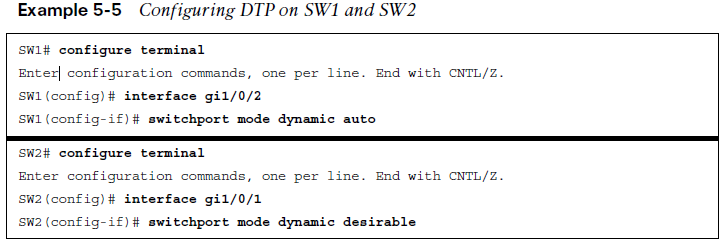 Example 5-5 Configuring DTP on SW1 and SW2
SW1# configure terminal
Enter configuration commands, one per line. End with CNTL/Z.
SW1(config)# interface gi1/0/2
SW1(config-if)# switchport mode dynamic auto
SW2# configure terminal
Enter configuration commands, one per line. End with CNTL/Z.
SW2(config)# interface gi1/0/1
SW2(config-if)# switchport mode dynamic desirable